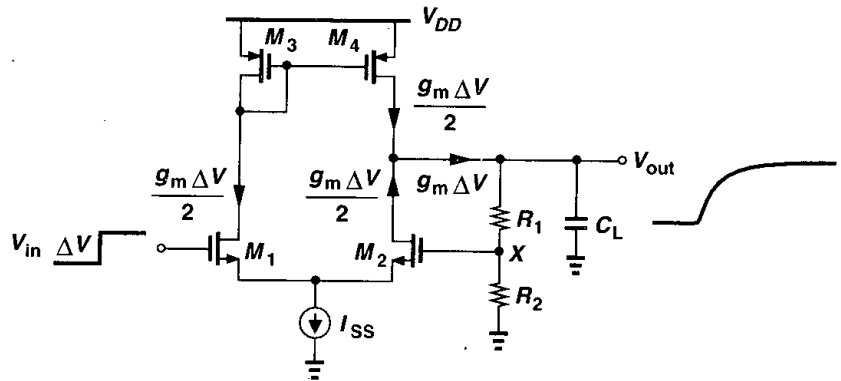 V_DD
M_3 M_4
g_m ΔV / 2
g_m ΔV / 2
g_m ΔV / 2
g_m ΔV
V_out
V_in ΔV
M_1
M_2
X
R_1
C_L
R_2
I_SS